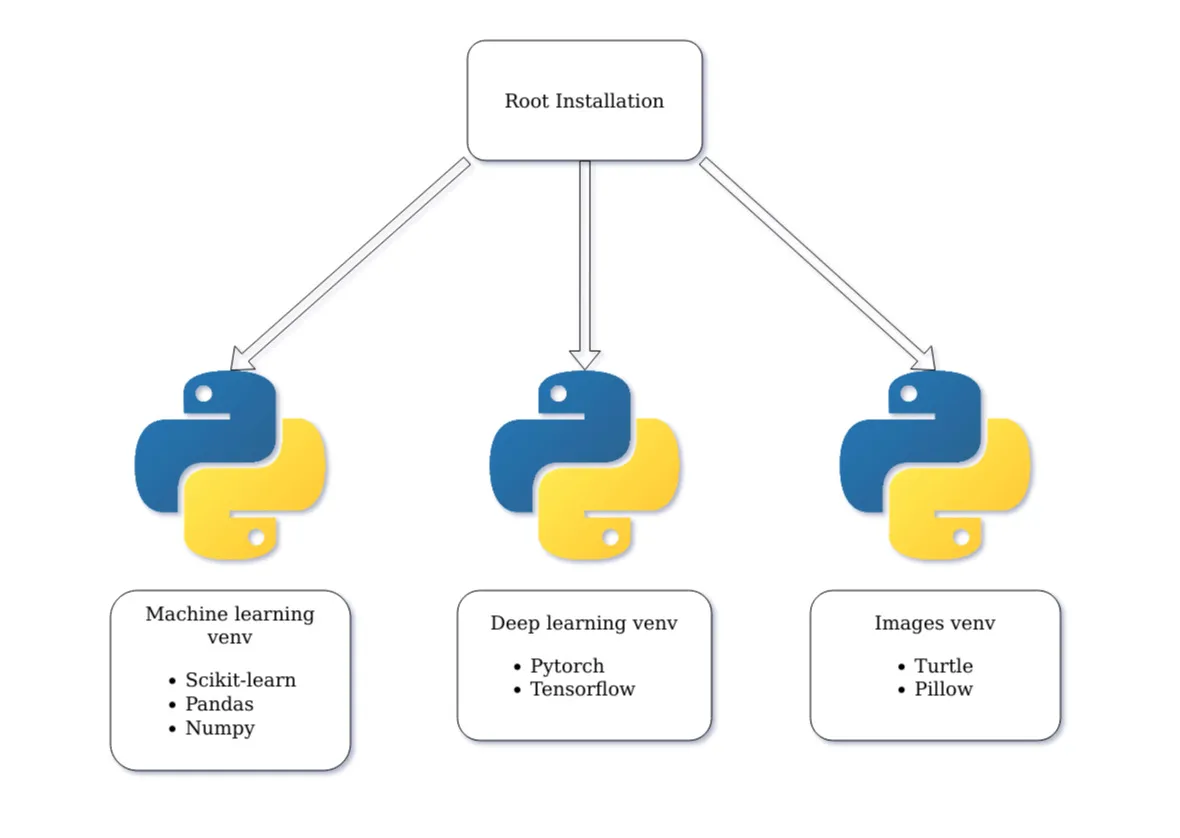 Root Installation
Machine learning
venv
• Scikit-learn
• Pandas
• Numpy
Deep learning venv
• Pytorch
• Tensorflow
Images venv
• Turtle
• Pillow